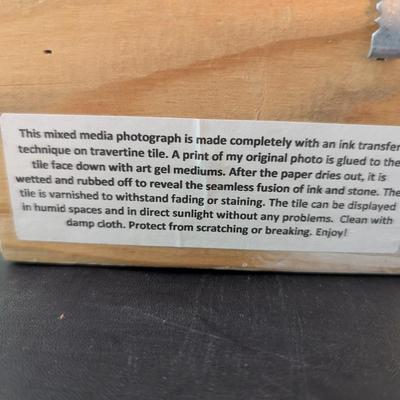 This mixed media photograph is made completely with an ink transfer
technique on travertine tile. A print of my original photo is glued to the
tile face down with art gel mediums. After the paper dries out, it is
wetted and rubbed off to reveal the seamless fusion of ink and stone. The
tile is varnished to withstand fading or staining. The tile can be displayed
in humid spaces and in direct sunlight without any problems. Clean with
damp cloth. Protect from scratching or breaking. Enjoy!